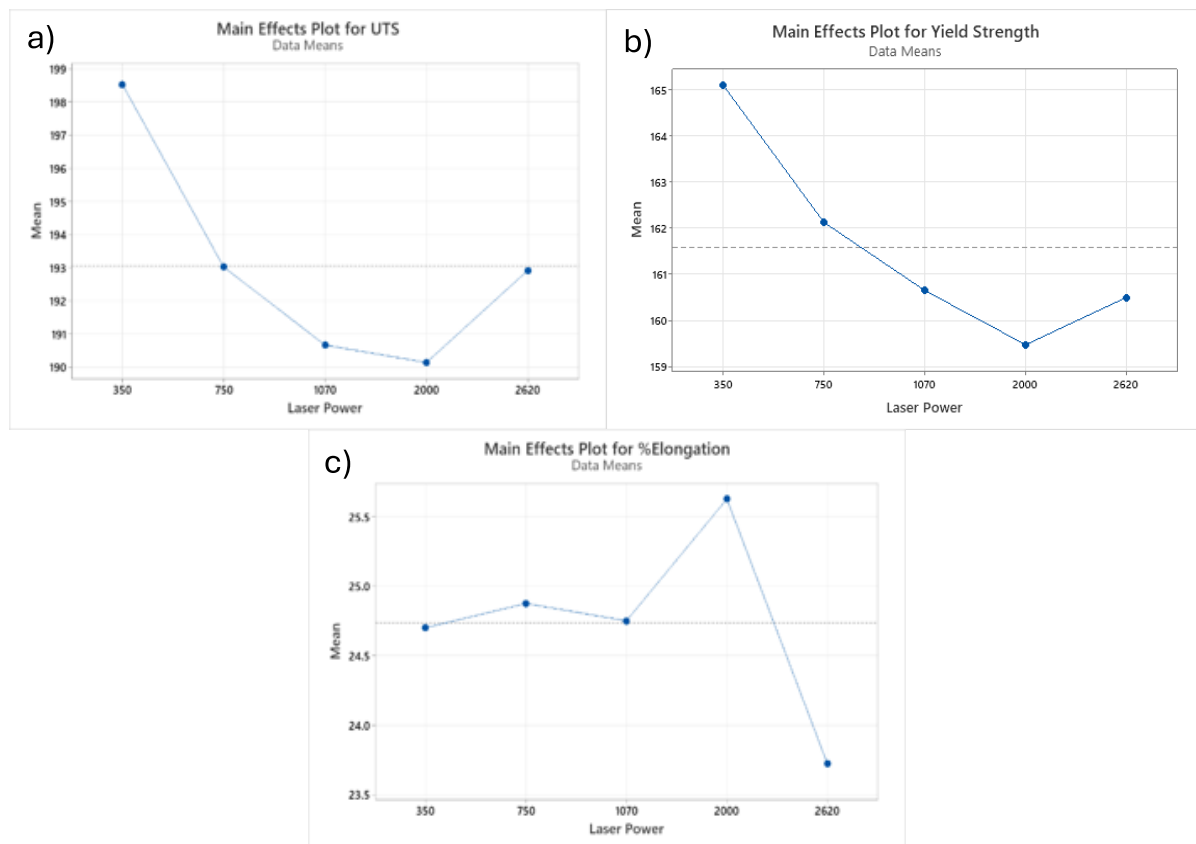 a)
Main Effects Plot for UTS
Data Means
199
198
197
196
195
194
193
192
191
190
Mean
350 750 1070 2000 2620
Laser Power
b)
Main Effects Plot for Yield Strength
Data Means
165
164
163
162
161
160
159
Mean
350 750 1070 2000 2620
Laser Power
c)
Main Effects Plot for %Elongation
Data Means
25.5
25.0
24.5
24.0
23.5
Mean
350 750 1070 2000 2620
Laser Power